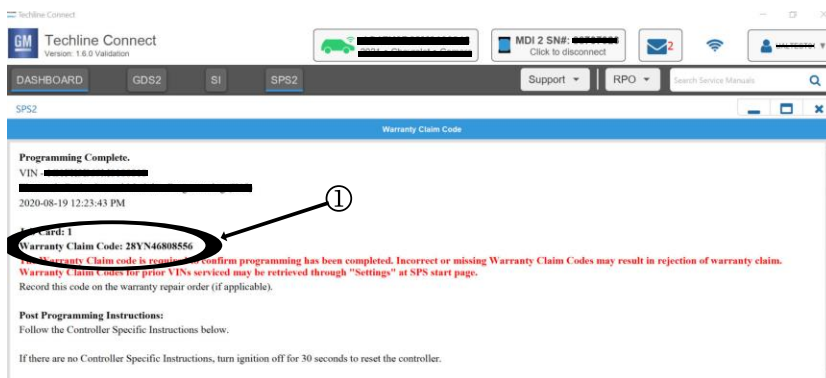 Techline Connect
GM
Techline Connect
Version: 1.6.0 Validation
2021 - Chevrolet - Camaro
MDI 2 SN#:
Click to disconnect
2
DASHBOARD GDS2 SI SPS2 Support RPO Search Service Manuals
SPS2
Warranty Claim Code
Programming Complete.
VIN -
2020-08-19 12:23:43 PM
①
Card: 1
Warranty Claim Code: 28YN46808556
The Warranty Claim code is required to confirm programming has been completed. Incorrect or missing Warranty Claim Codes may result in rejection of warranty claim.
Warranty Claim Codes for prior VINs serviced may be retrieved through "Settings" at SPS start page.
Record this code on the warranty repair order (if applicable).
Post Programming Instructions:
Follow the Controller Specific Instructions below.
If there are no Controller Specific Instructions, turn ignition off for 30 seconds to reset the controller.